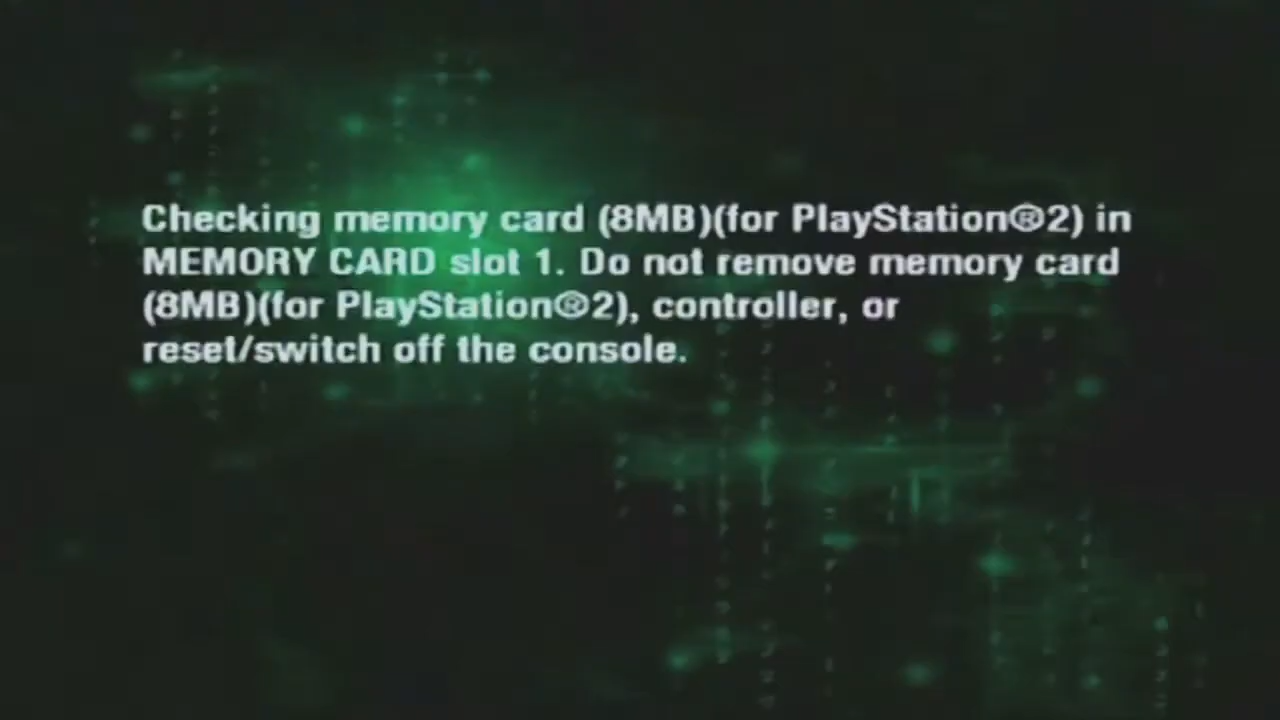 Checking memory card (8MB)(for PlayStation®2) in
MEMORY CARD slot 1. Do not remove memory card
(8MB)(for PlayStation®2), controller, or
reset/switch off the console.